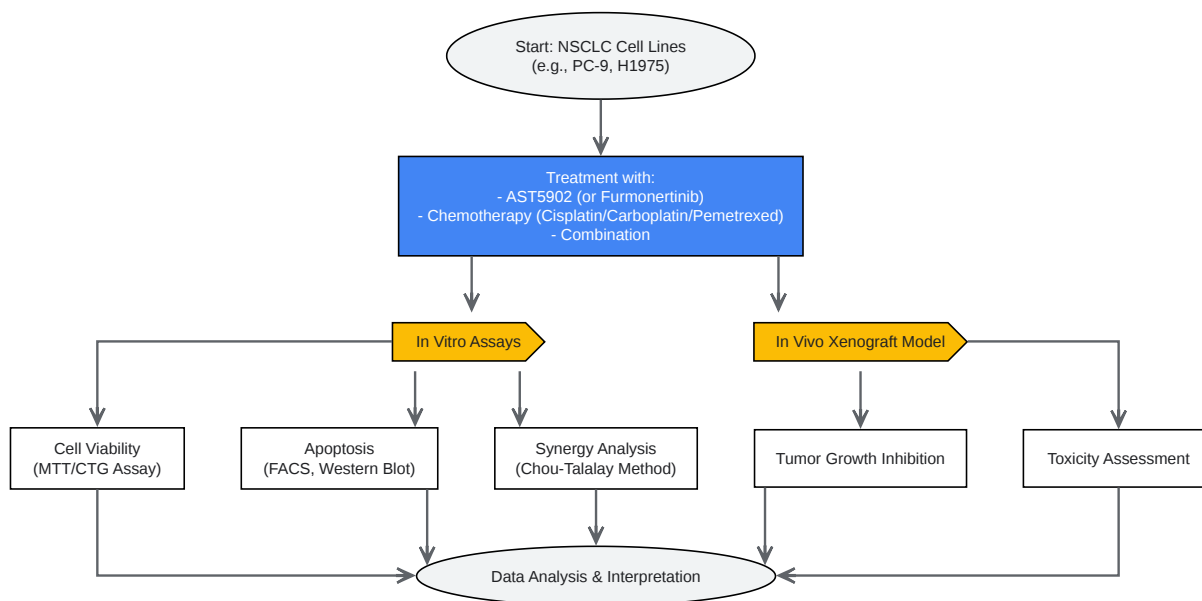 Start: NSCLC Cell Lines
(e.g., PC-9, H1975)
Treatment with:
- AST5902 (or Furmonertinib)
- Chemotherapy (Cisplatin/Carboplatin/Pemetrexed)
- Combination
In Vitro Assays
In Vivo Xenograft Model
Cell Viability
(MTT/CTG Assay)
Apoptosis
(FACS, Western Blot)
Synergy Analysis
(Chou-Talalay Method)
Tumor Growth Inhibition
Toxicity Assessment
Data Analysis & Interpretation